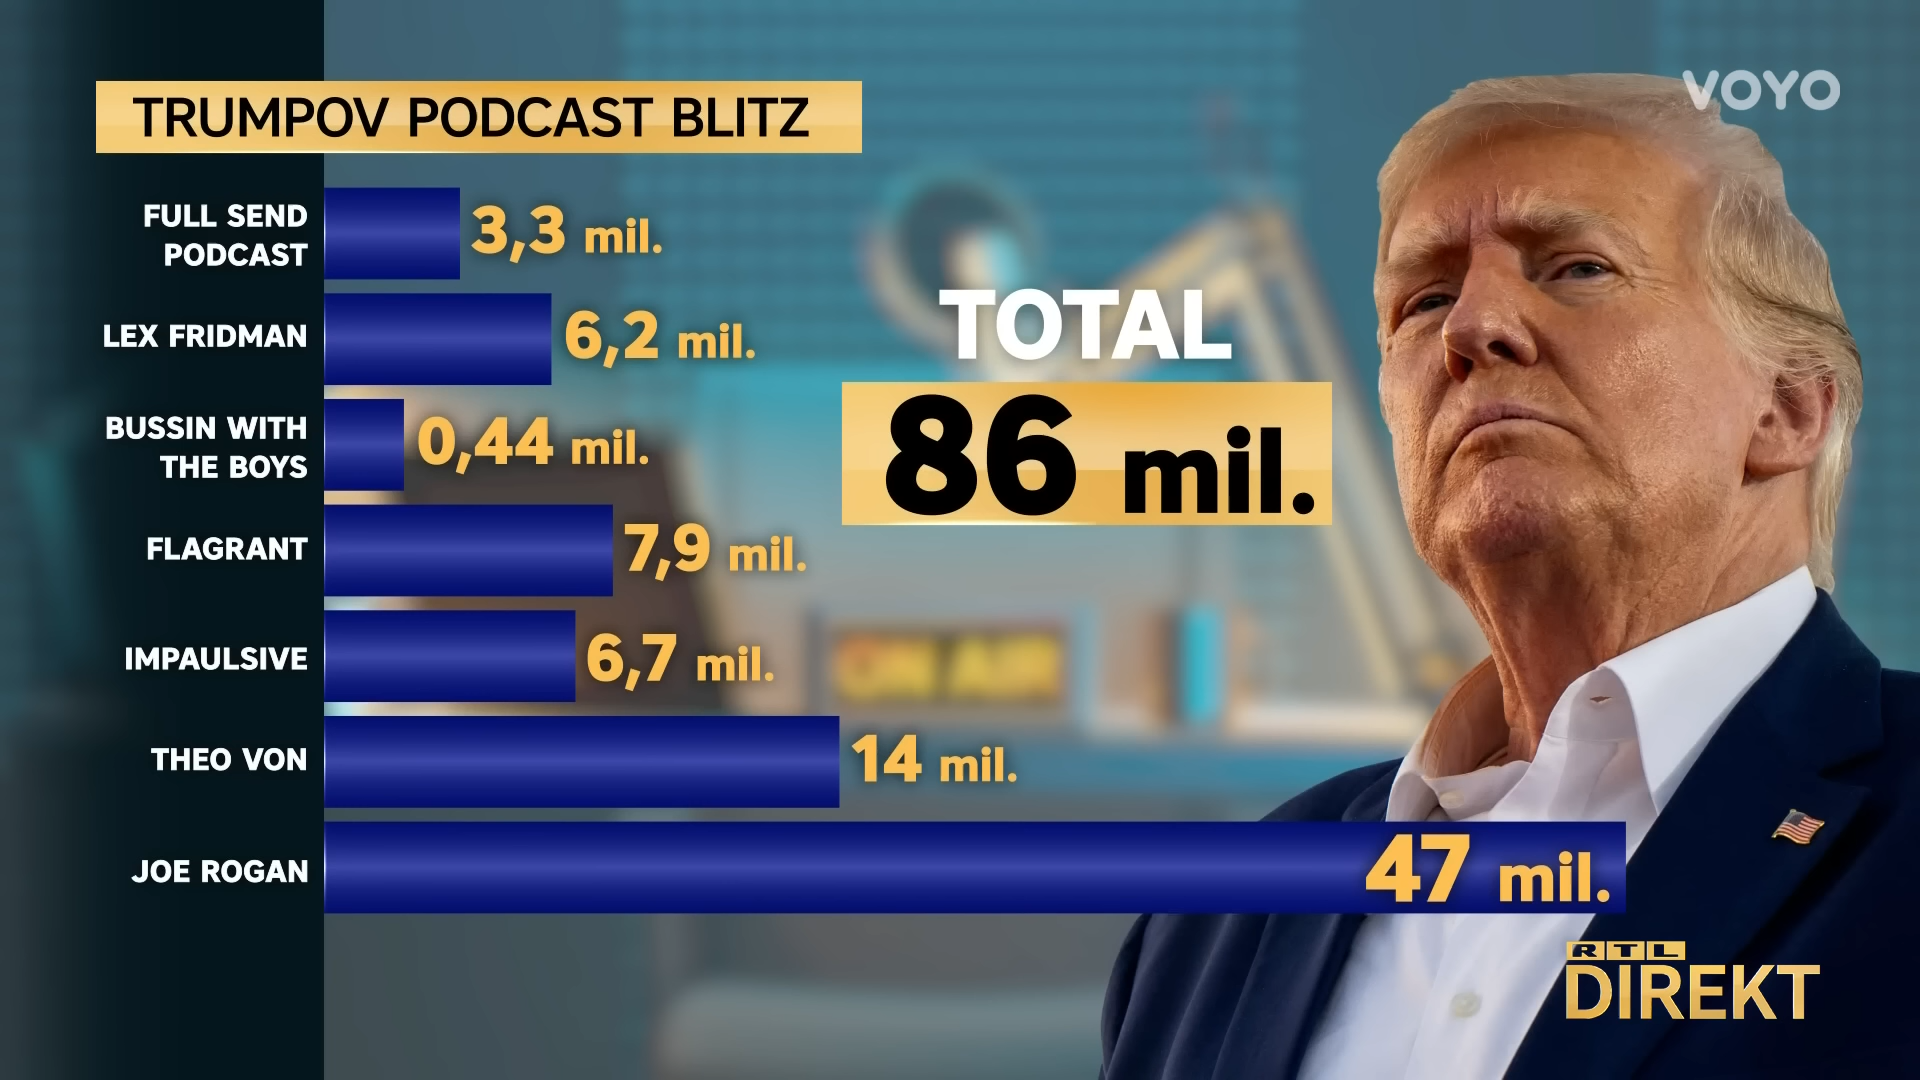 VOYO
TRUMPOV PODCAST BLITZ
FULL SEND
PODCAST
3,3 mil.
LEX FRIDMAN
6,2 mil.
BUSSIN WITH
THE BOYS
0,44 mil.
FLAGRANT
7,9 mil.
IMPAULSIVE
6,7 mil.
THEO VON
14 mil.
JOE ROGAN
47 mil.
TOTAL
86 mil.
ON AIR
RTL
DIREKT